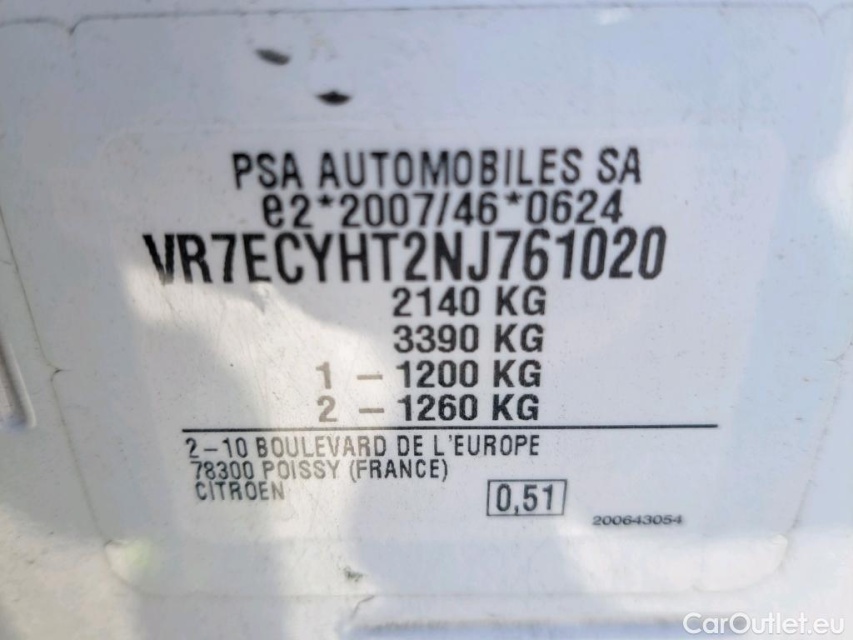 PSA AUTOMOBILES SA
e2*2007/46*0624
VR7ECYHT2NJ761020
2140 KG
3390 KG
1 - 1200 KG
2 - 1260 KG
2-10 BOULEVARD DE L'EUROPE
78300 POISSY (FRANCE)
CITROEN
0,51
200643054
CarOutlet.eu